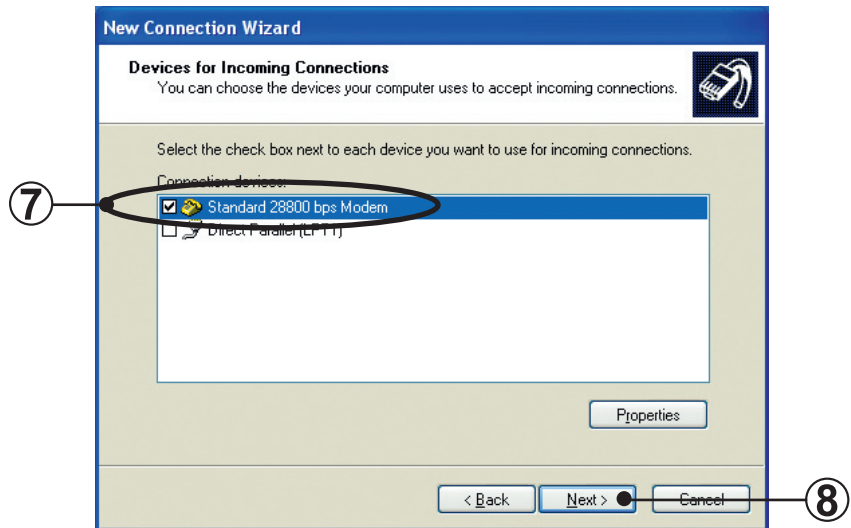 New Connection Wizard
Devices for Incoming Connections
You can choose the devices your computer uses to accept incoming connections.
Select the check box next to each device you want to use for incoming connections.
Connection devices:
7
Standard 28800 bps Modem
Direct Parallel (LPT1)
Properties
< Back Next > Cancel
8